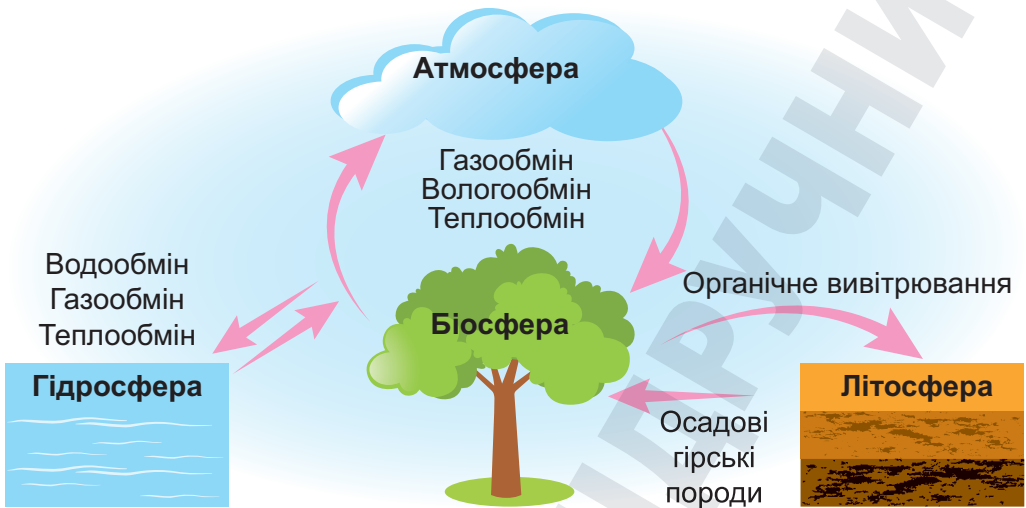 Атмосфера
Газообмін
Вологообмін
Теплообмін
Водообмін
Газообмін
Теплообмін
Гідросфера
Біосфера
Органічне вивітрювання
Літосфера
Осадові
гірські
породи